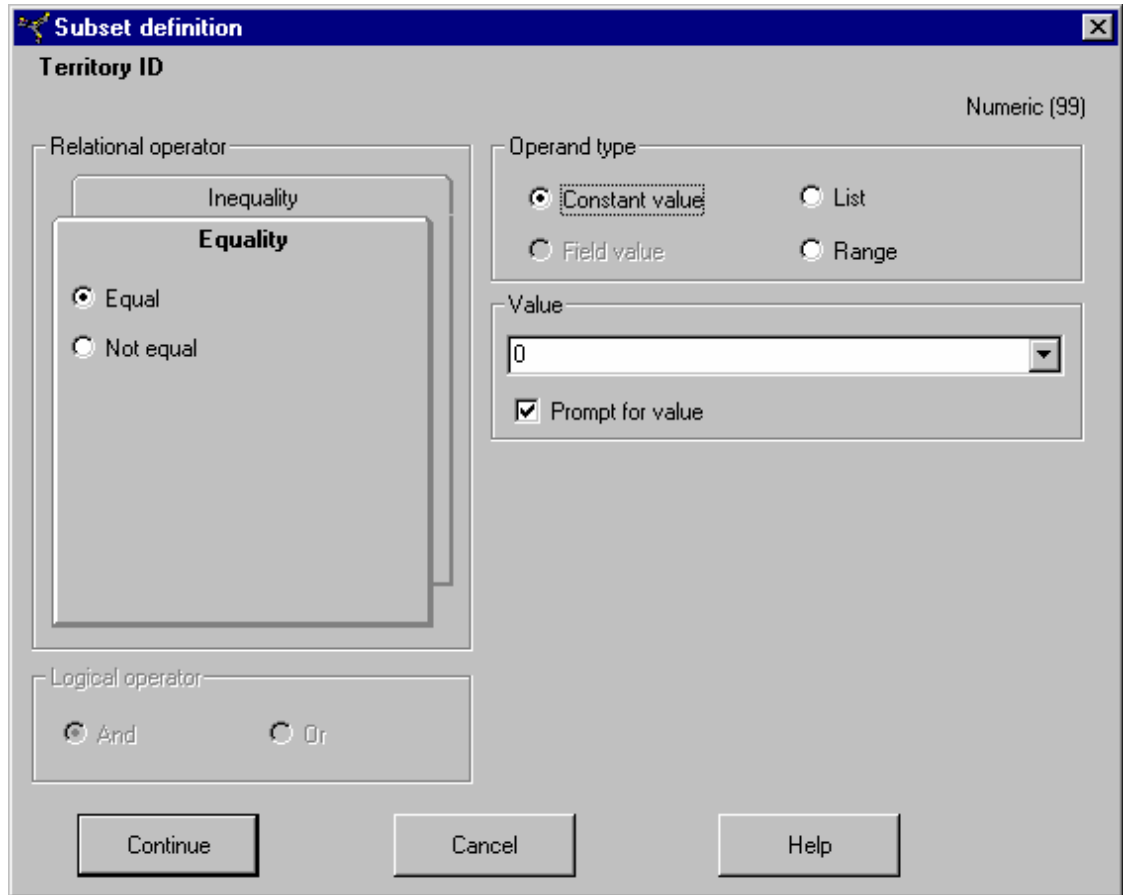 Subset definition
Territory ID
Numeric (99)
Relational operator
Inequality
Equality
Equal
Not equal
Operand type
Constant value
List
Field value
Range
Value
0
Prompt for value
Logical operator
And
Or
Continue
Cancel
Help